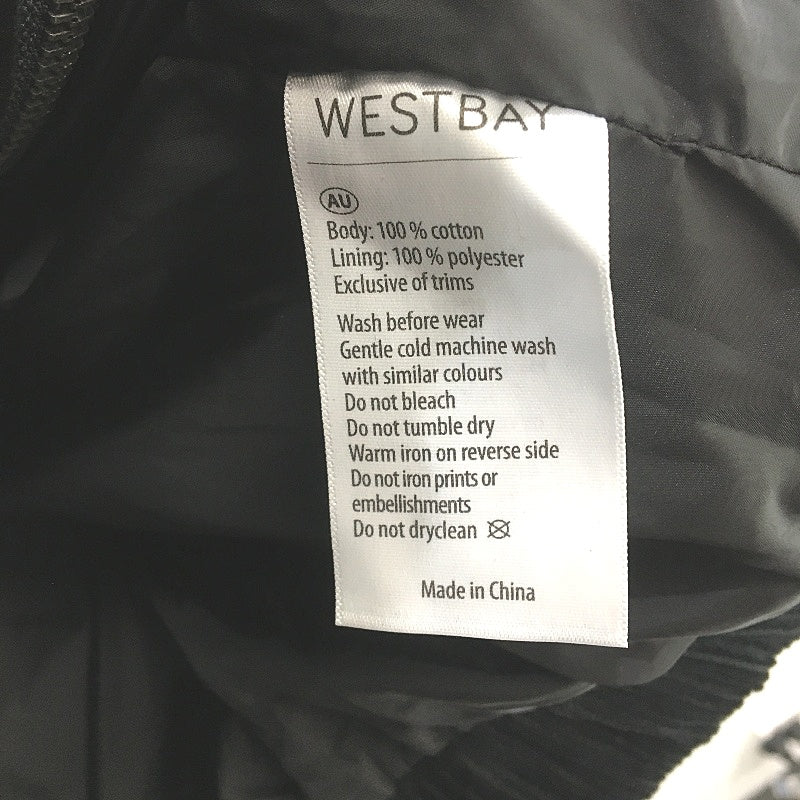 WESTBAY
AU
Body: 100 % cotton
Lining: 100 % polyester
Exclusive of trims
Wash before wear
Gentle cold machine wash
with similar colours
Do not bleach
Do not tumble dry
Warm iron on reverse side
Do not iron prints or
embellishments
Do not dryclean
Made in China